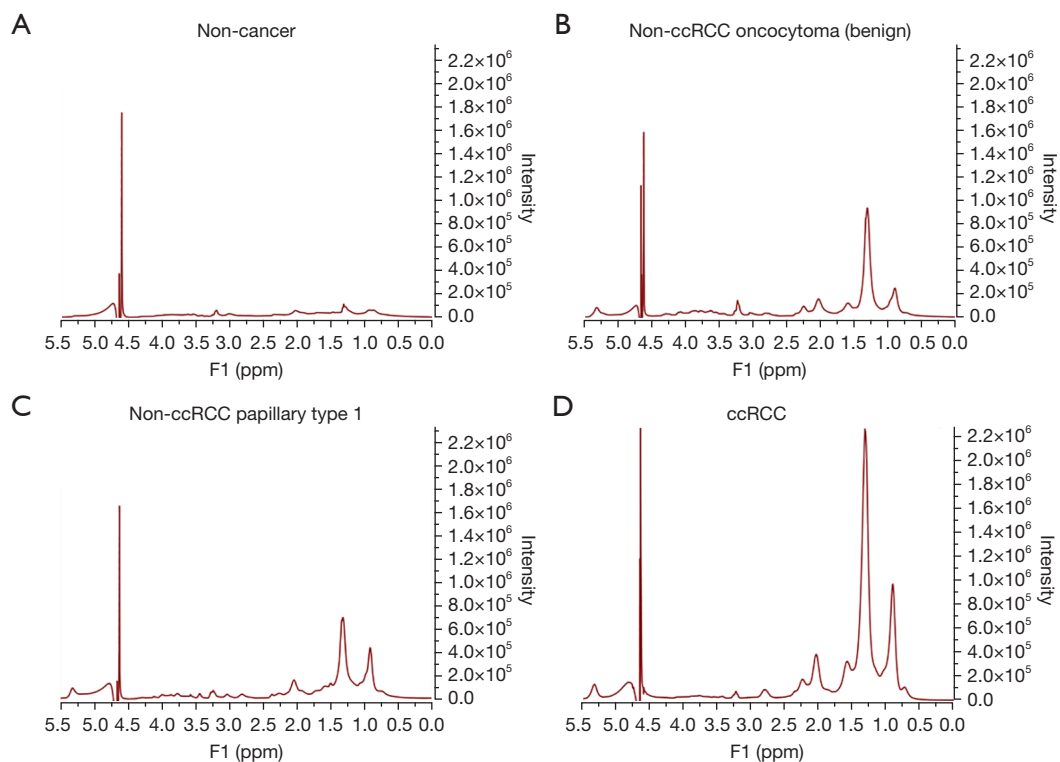 A
Non-cancer
2.2×10⁶
2.0×10⁶
1.8×10⁶
1.6×10⁶
1.4×10⁶
1.2×10⁶
1.0×10⁶
8.0×10⁵
6.0×10⁵
4.0×10⁵
2.0×10⁵
0.0
Intensity
5.5 5.0 4.5 4.0 3.5 3.0 2.5 2.0 1.5 1.0 0.5 0.0
F1 (ppm)
B
Non-ccRCC oncocytoma (benign)
2.2×10⁶
2.0×10⁶
1.8×10⁶
1.6×10⁶
1.4×10⁶
1.2×10⁶
1.0×10⁶
8.0×10⁵
6.0×10⁵
4.0×10⁵
2.0×10⁵
0.0
Intensity
5.5 5.0 4.5 4.0 3.5 3.0 2.5 2.0 1.5 1.0 0.5 0.0
F1 (ppm)
C
Non-ccRCC papillary type 1
2.2×10⁶
2.0×10⁶
1.8×10⁶
1.6×10⁶
1.4×10⁶
1.2×10⁶
1.0×10⁶
8.0×10⁵
6.0×10⁵
4.0×10⁵
2.0×10⁵
0.0
Intensity
5.5 5.0 4.5 4.0 3.5 3.0 2.5 2.0 1.5 1.0 0.5 0.0
F1 (ppm)
D
ccRCC
2.2×10⁶
2.0×10⁶
1.8×10⁶
1.6×10⁶
1.4×10⁶
1.2×10⁶
1.0×10⁶
8.0×10⁵
6.0×10⁵
4.0×10⁵
2.0×10⁵
0.0
Intensity
5.5 5.0 4.5 4.0 3.5 3.0 2.5 2.0 1.5 1.0 0.5 0.0
F1 (ppm)